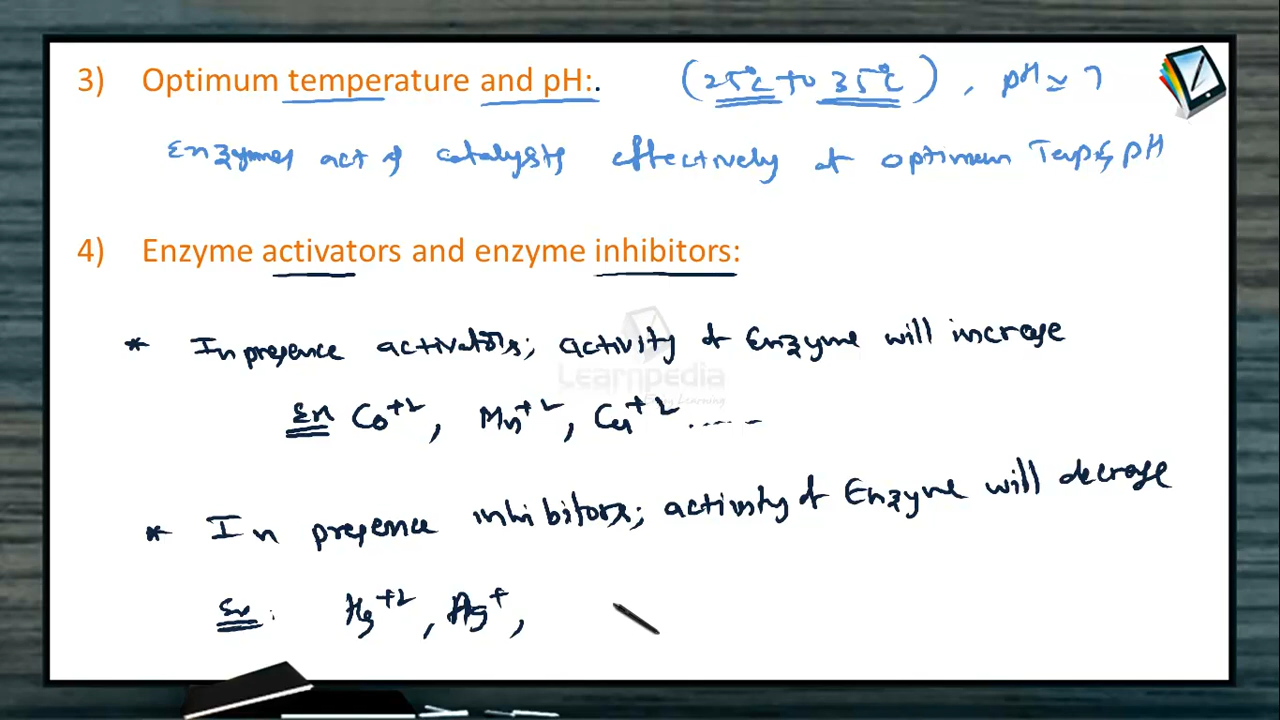 3) Optimum temperature and pH:. (25°C to 35°C), pH ≃ 7
Enzymes act as catalysts effectively at optimum Temp & pH
4) Enzyme activators and enzyme inhibitors:
* In presence activators; activity of Enzyme will increase
Learnpedia
Learning
Ex Co+2, Mn+2, Cu+2 ......
* In presence inhibitors; activity of Enzyme will decrease
Ex: Hg+2, Ag+,